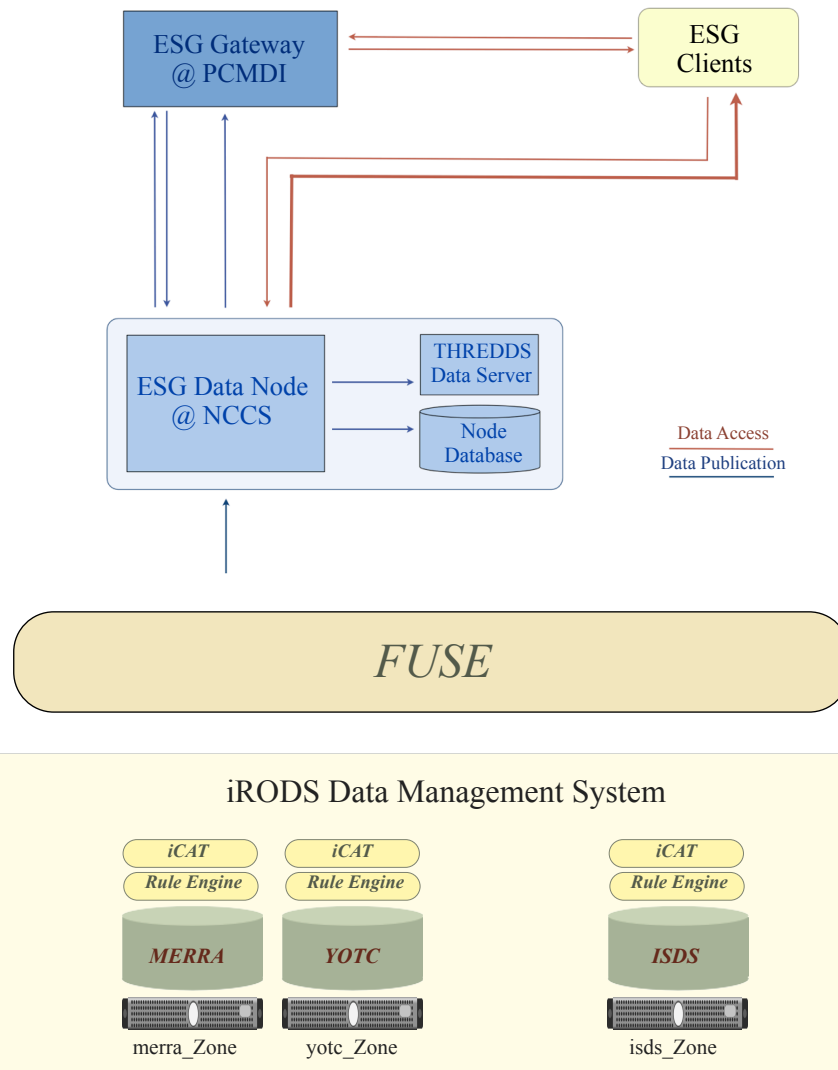 ESG Gateway
@ PCMDI
ESG
Clients
ESG Data Node
@ NCCS
THREDDS
Data Server
Node
Database
Data Access
Data Publication
FUSE
iRODS Data Management System
iCAT
iCAT
iCAT
Rule Engine
Rule Engine
Rule Engine
MERRA
YOTC
ISDS
merra_Zone
yotc_Zone
isds_Zone